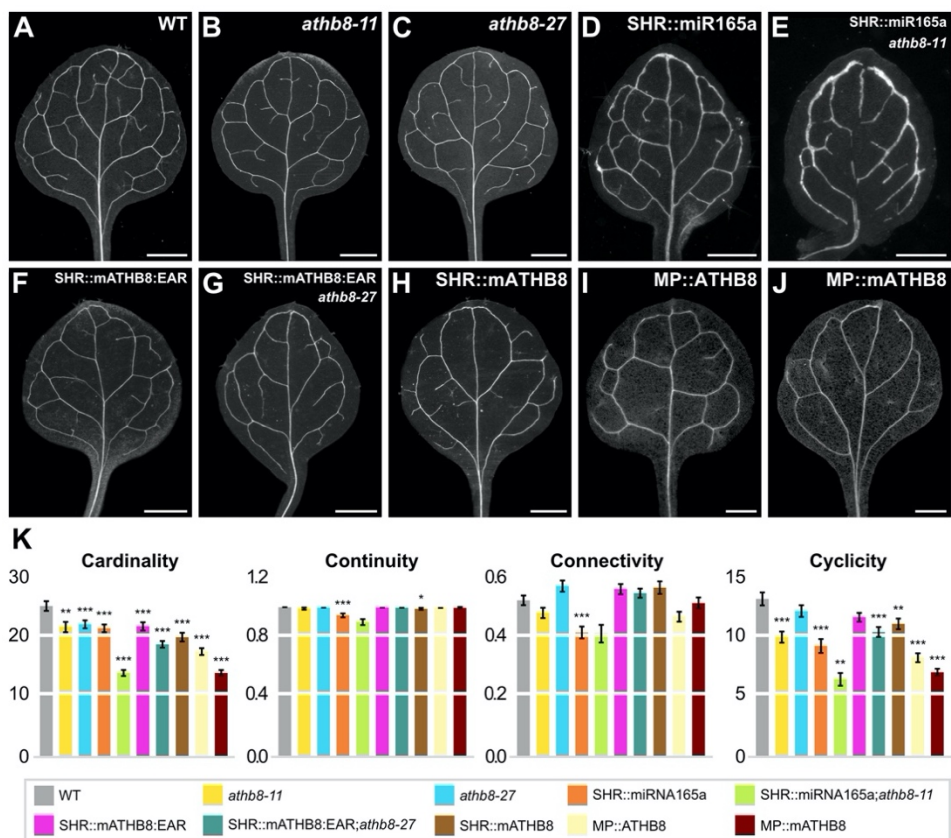 A WT
B athb8-11
C athb8-27
D SHR::miR165a
E SHR::miR165a
athb8-11
F SHR::mATHB8:EAR
G SHR::mATHB8:EAR
athb8-27
H SHR::mATHB8
I MP::ATHB8
J MP::mATHB8
K
Cardinality
30
20
10
0
** *** *** *** *** *** *** *** ***
Continuity
1.2
0.8
0.4
0.0
*** *
Connectivity
0.6
0.4
0.2
0.0
***
Cyclicity
15
10
5
0
*** *** ** *** ** *** ***
WT athb8-11 athb8-27 SHR::miRNA165a SHR::miRNA165a;athb8-11
SHR::mATHB8:EAR SHR::mATHB8:EAR;athb8-27 SHR::mATHB8 MP::ATHB8 MP::mATHB8